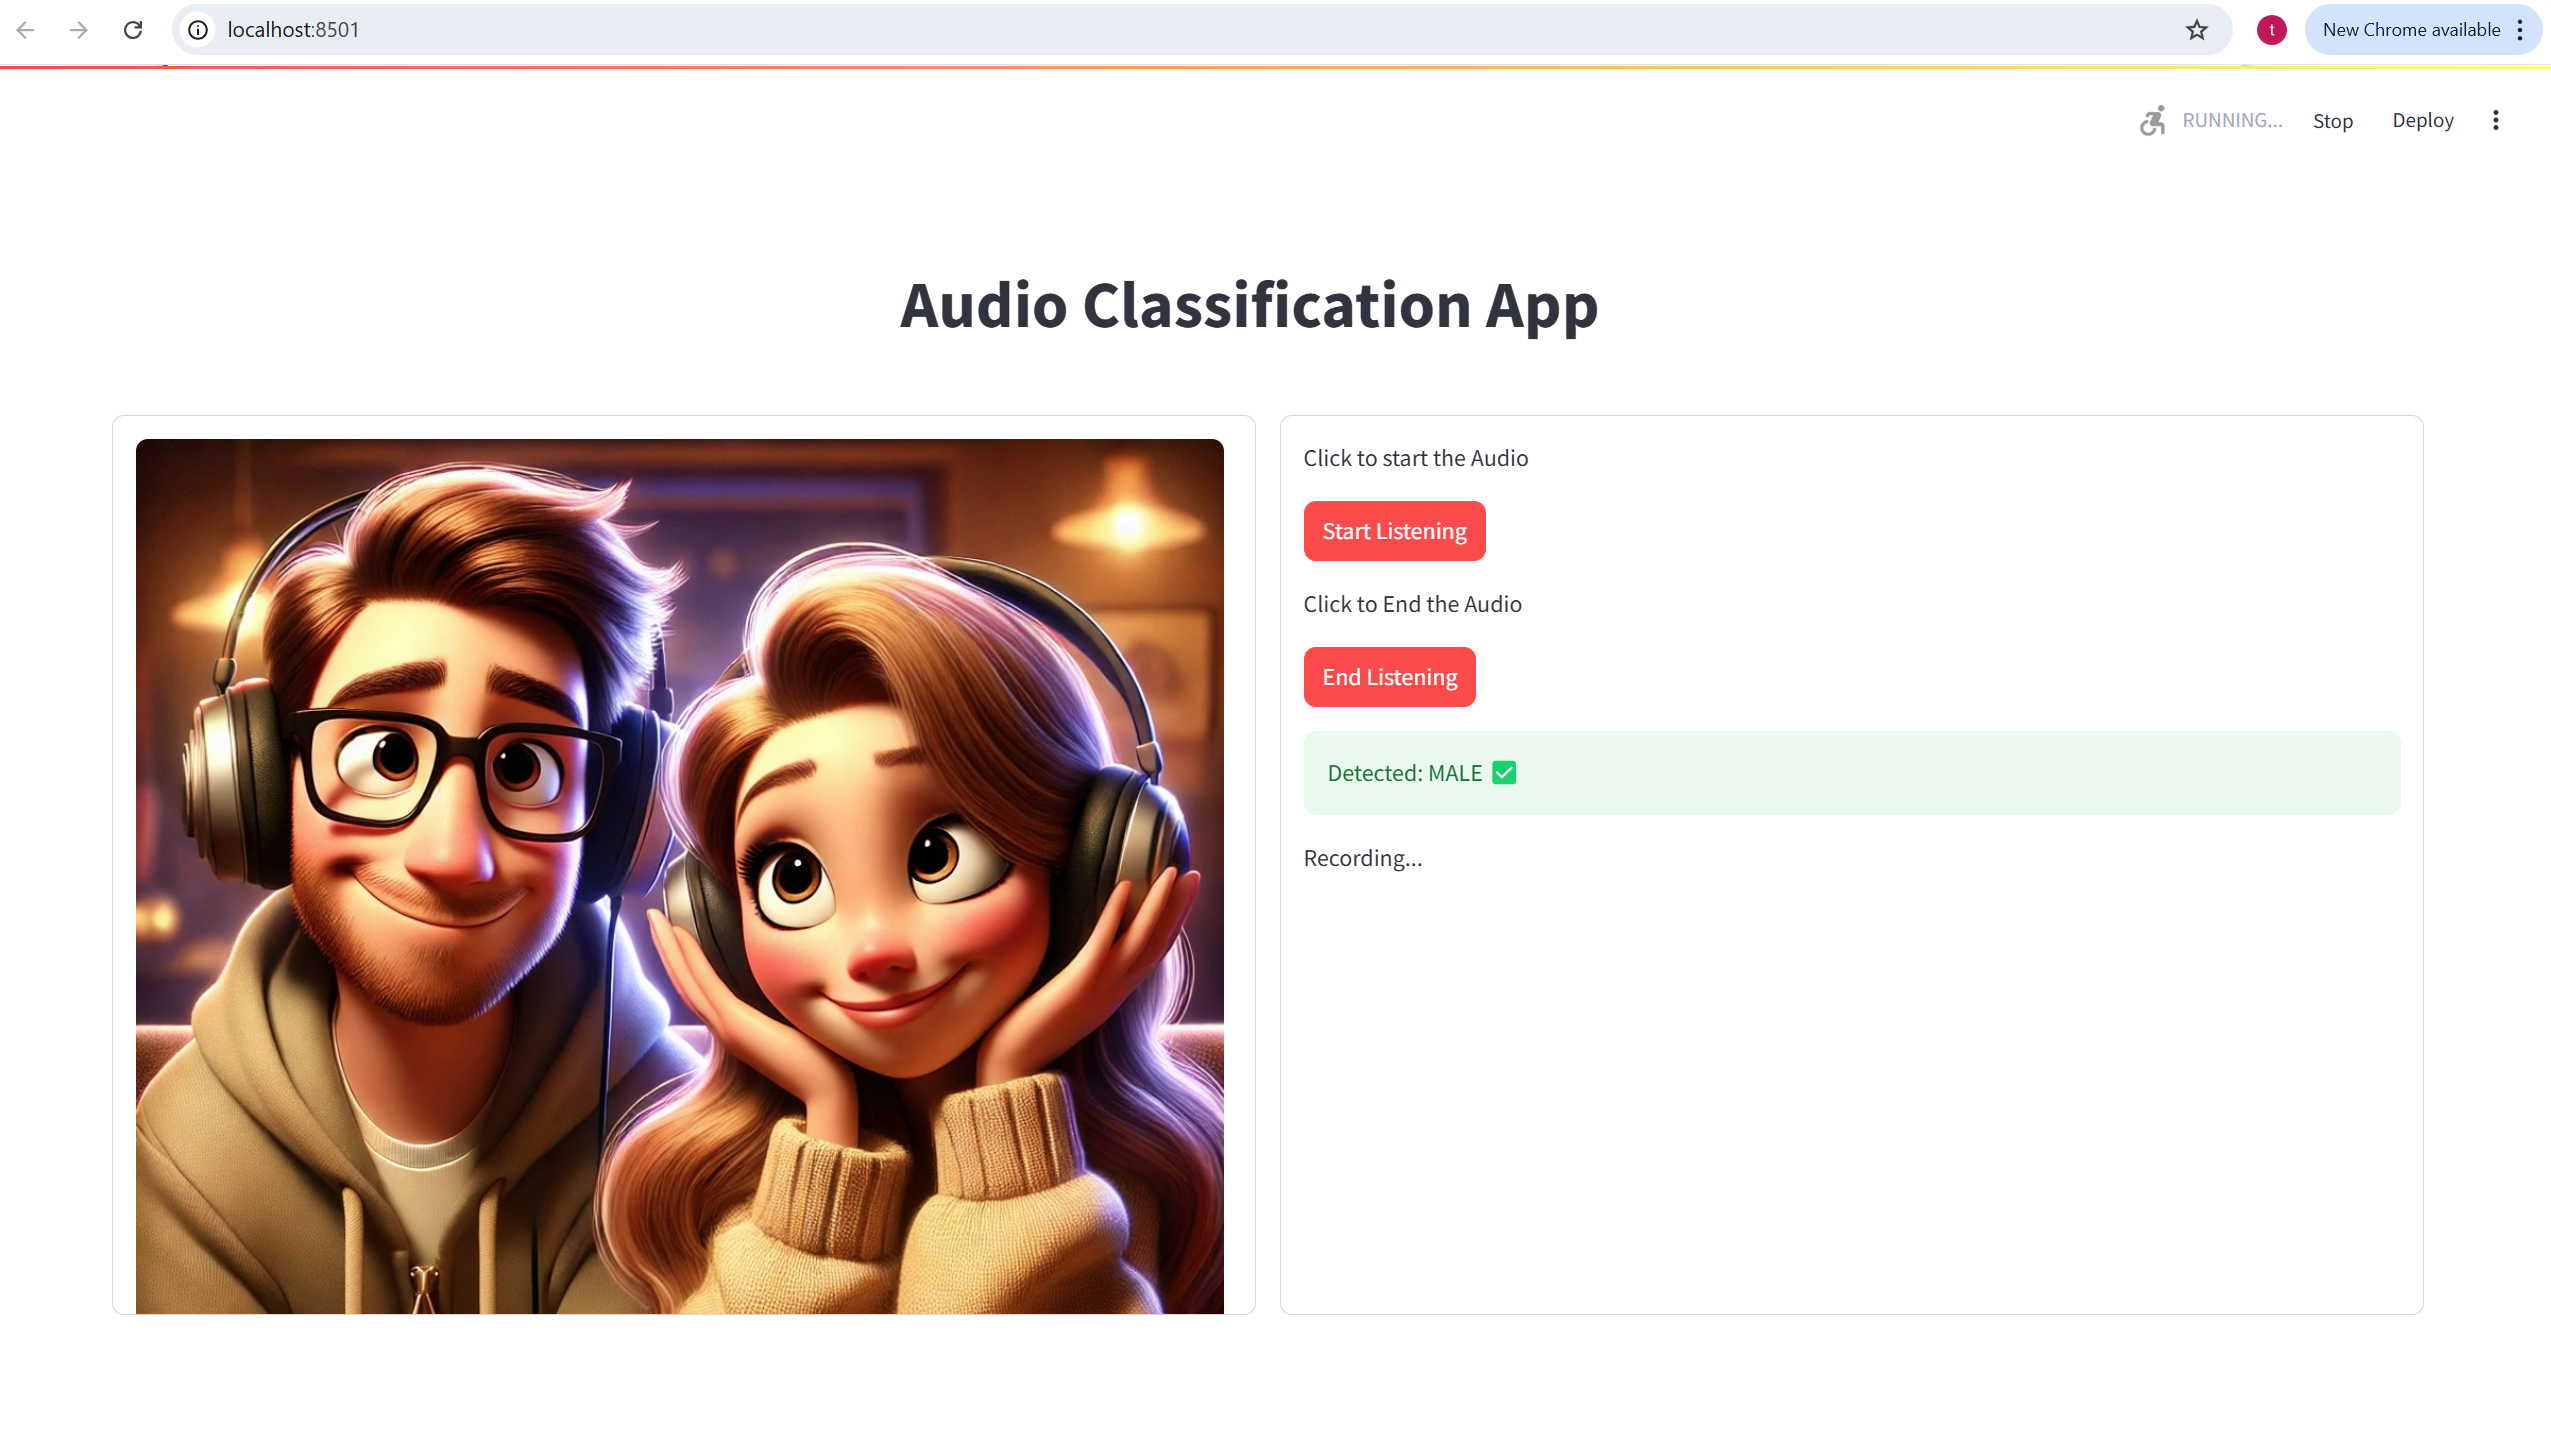 localhost:8501
t
New Chrome available
RUNNING...
Stop
Deploy
Audio Classification App
Click to start the Audio
Start Listening
Click to End the Audio
End Listening
Detected: MALE ✅
Recording...